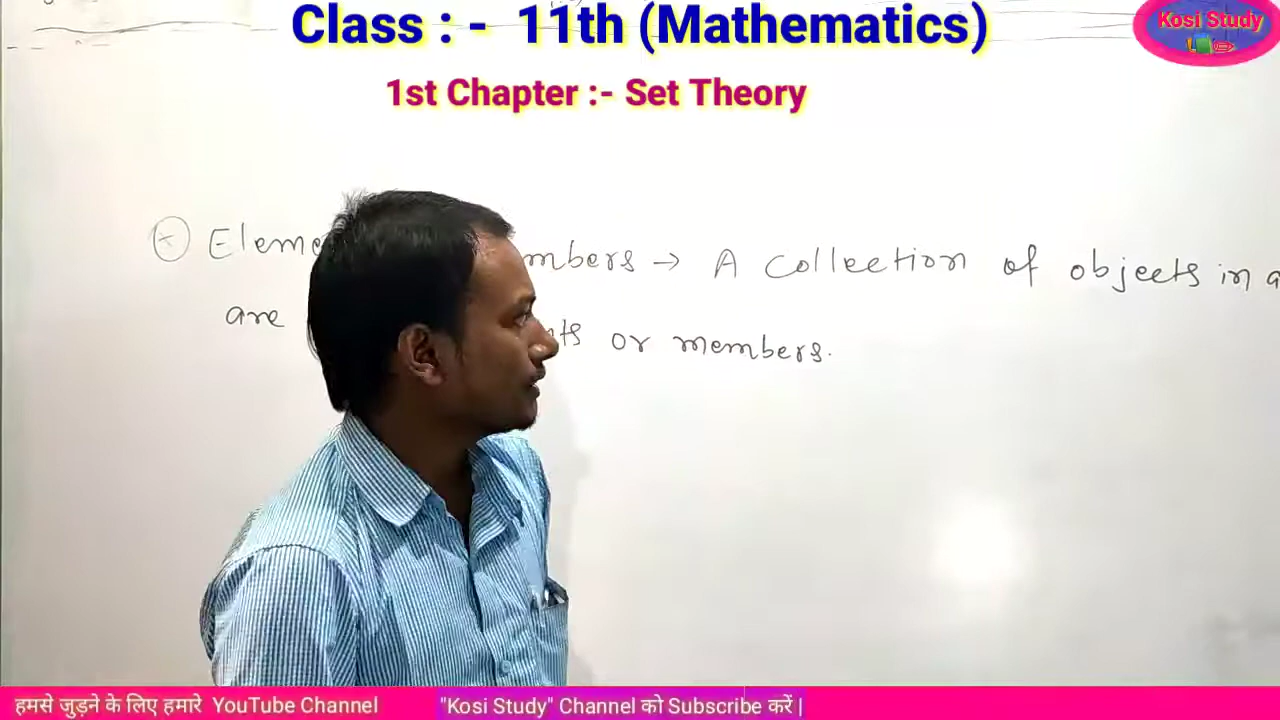 Class : - 11th (Mathematics)
Kosi Study
1st Chapter :- Set Theory
Eleme mbers → A collection of objects in a
are nts or members.
हमसे जुड़ने के लिए हमारे YouTube Channel "Kosi Study" Channel को Subscribe करें |